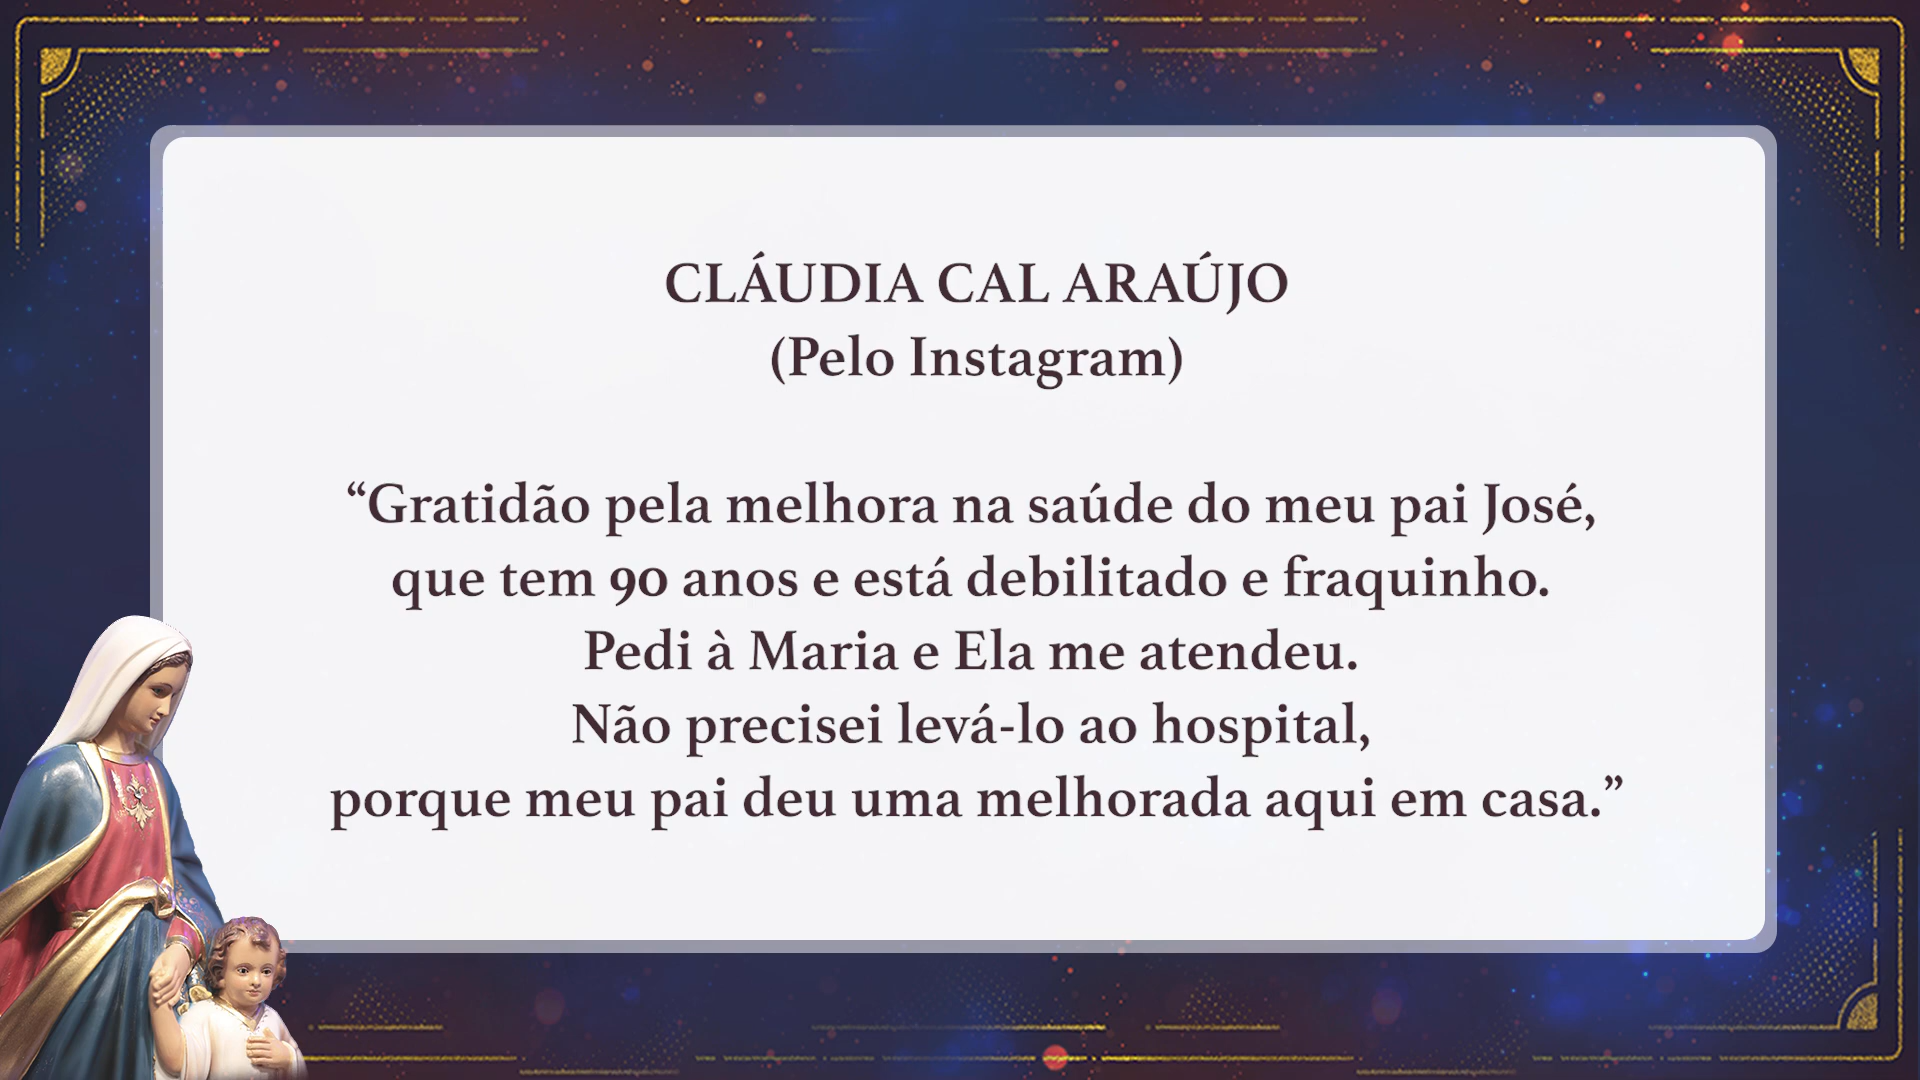 CLÁUDIA CAL ARAÚJO
(Pelo Instagram)
“Gratidão pela melhora na saúde do meu pai José,
que tem 90 anos e está debilitado e fraquinho.
Pedi à Maria e Ela me atendeu.
Não precisei levá-lo ao hospital,
porque meu pai deu uma melhorada aqui em casa.”